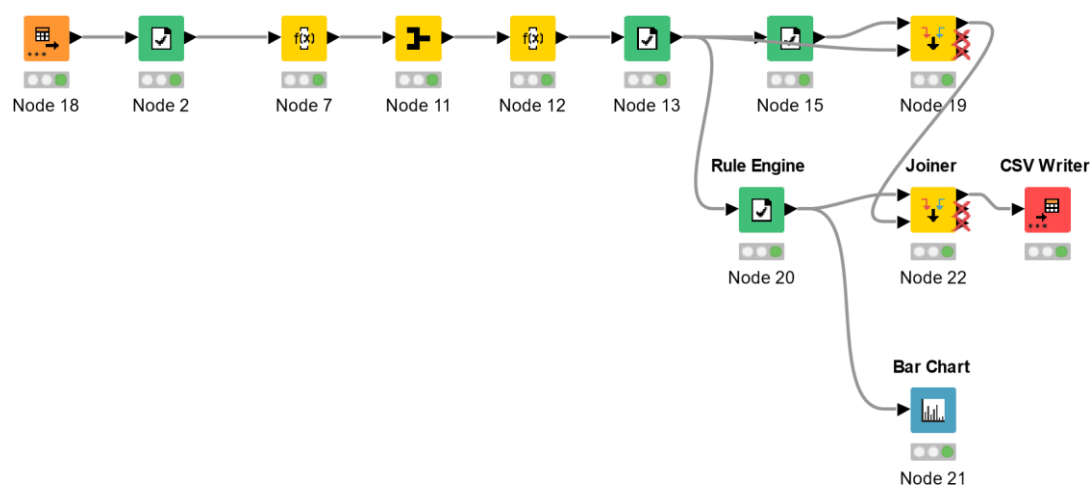 f(x)
f(x)
Node 18
Node 2
Node 7
Node 11
Node 12
Node 13
Node 15
Node 19
Rule Engine
Joiner
CSV Writer
Node 20
Node 22
Bar Chart
Node 21